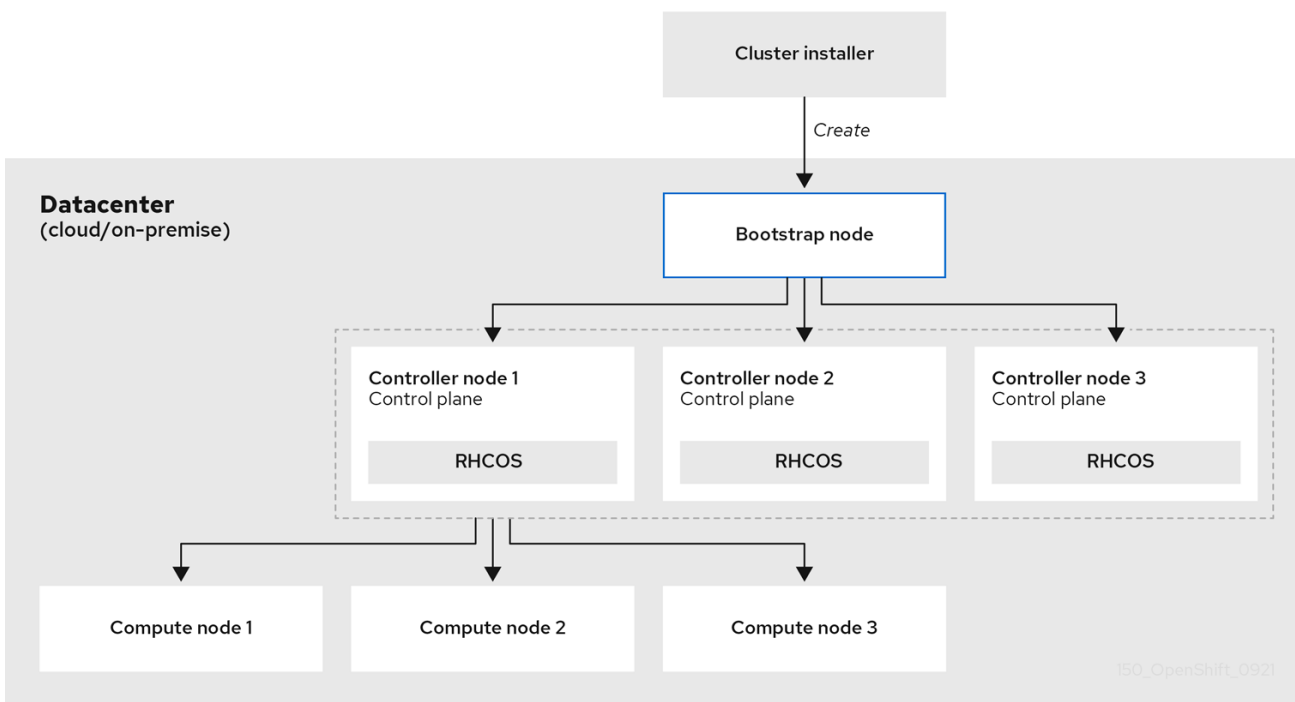 Cluster installer
Create
Datacenter
(cloud/on-premise)
Bootstrap node
Controller node 1
Control plane
RHCOS
Controller node 2
Control plane
RHCOS
Controller node 3
Control plane
RHCOS
Compute node 1
Compute node 2
Compute node 3
150_OpenShift_0921